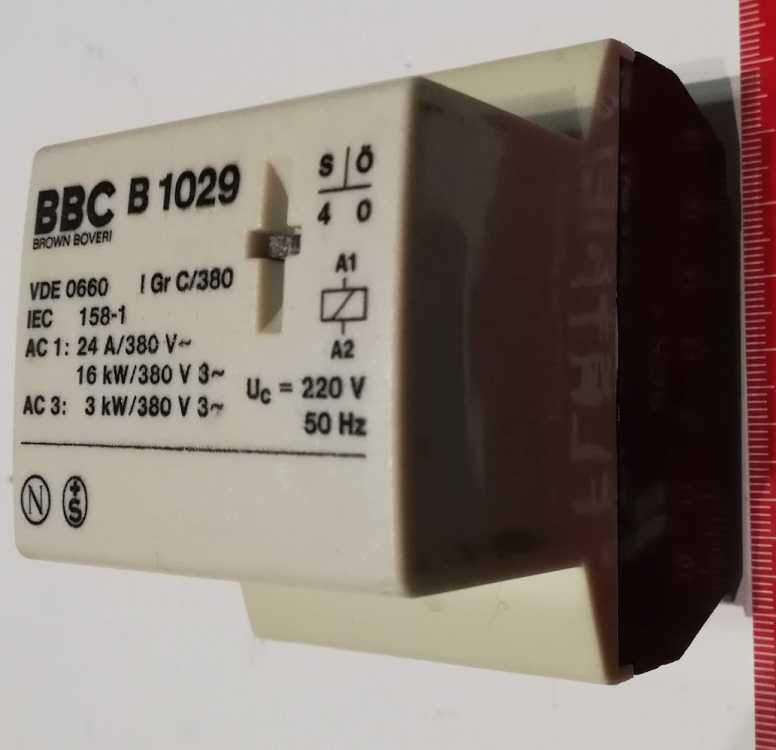 BBC B 1029
BROWN BOVERI
S Ö
4 0
VDE 0660 I Gr C/380
IEC 158-1
AC 1: 24 A/380 V~
16 kW/380 V 3~
AC 3: 3 kW/380 V 3~
A1
A2
Uc = 220 V
50 Hz
N
+S